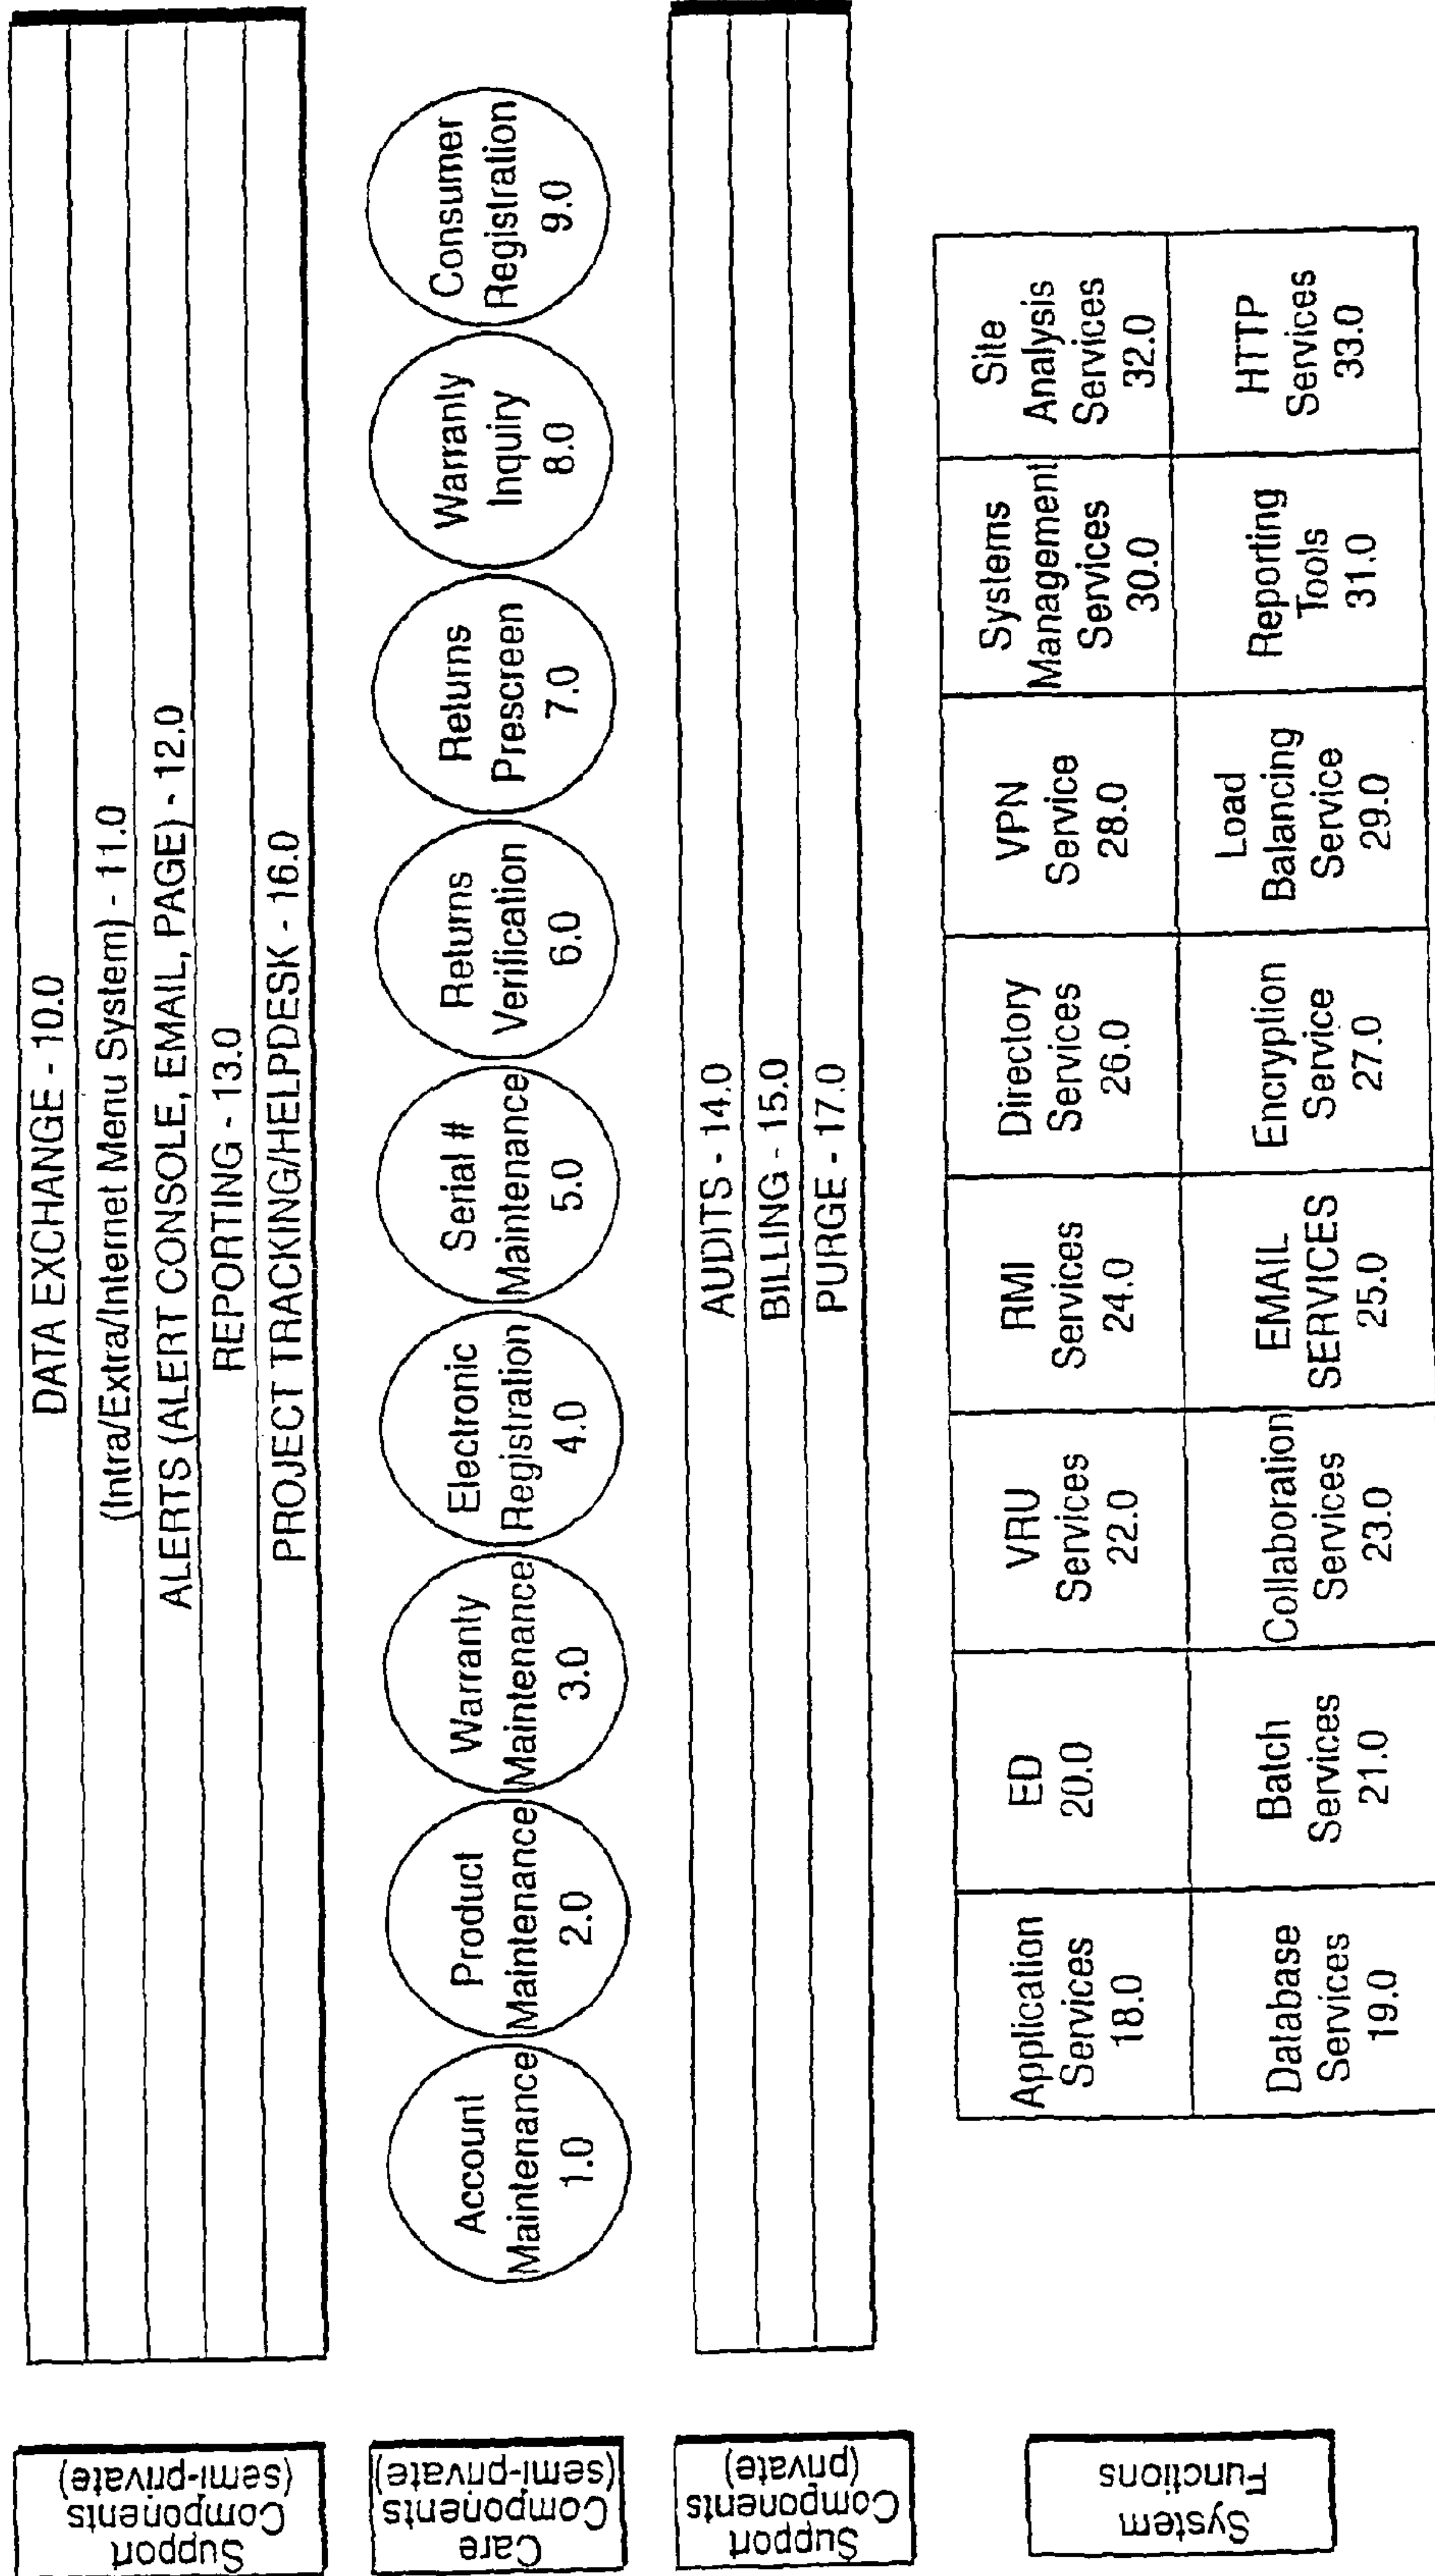 Support
Components
(semi-private)
DATA EXCHANGE - 10.0
(Intra/Extra/Internet Menu System) - 11.0
ALERTS (ALERT CONSOLE, EMAIL, PAGE) - 12.0
REPORTING - 13.0
PROJECT TRACKING/HELPDESK - 16.0
Care
Components
(semi-private)
Account
Maintenance
1.0
Product
Maintenance
2.0
Warranty
Maintenance
3.0
Electronic
Registration
4.0
Serial #
Maintenance
5.0
Returns
Verification
6.0
Returns
Prescreen
7.0
Warranty
Inquiry
8.0
Consumer
Registration
9.0
Support
Components
(private)
AUDITS - 14.0
BILLING - 15.0
PURGE - 17.0
System
Functions
Application
Services
18.0
ED
20.0
VRU
Services
22.0
RMI
Services
24.0
Directory
Services
26.0
VPN
Service
28.0
Systems
Management
Services
30.0
Site
Analysis
Services
32.0
Database
Services
19.0
Batch
Services
21.0
Collaboration
Services
23.0
EMAIL
SERVICES
25.0
Encryption
Service
27.0
Load
Balancing
Service
29.0
Reporting
Tools
31.0
HTTP
Services
33.0